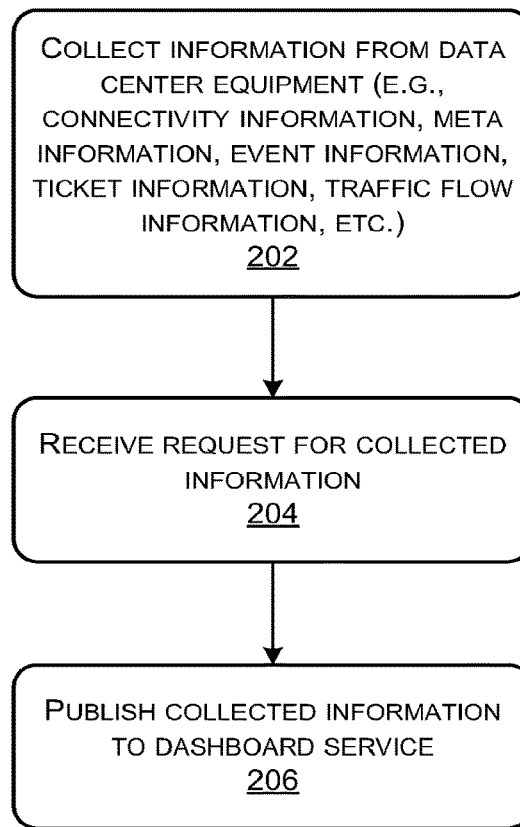 COLLECT INFORMATION FROM DATA
CENTER EQUIPMENT (E.G.,
CONNECTIVITY INFORMATION, META
INFORMATION, EVENT INFORMATION,
TICKET INFORMATION, TRAFFIC FLOW
INFORMATION, ETC.)
202
RECEIVE REQUEST FOR COLLECTED
INFORMATION
204
PUBLISH COLLECTED INFORMATION
TO DASHBOARD SERVICE
206